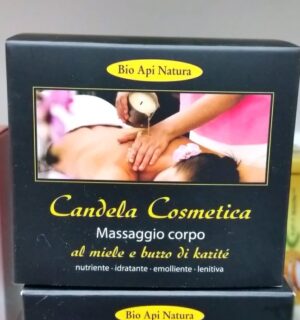 Bio Api Natura
Candela Cosmetica
Massaggio corpo
al miele e burro di karité
nutriente · idratante · emolliente · lenitiva
Bio Api Natura